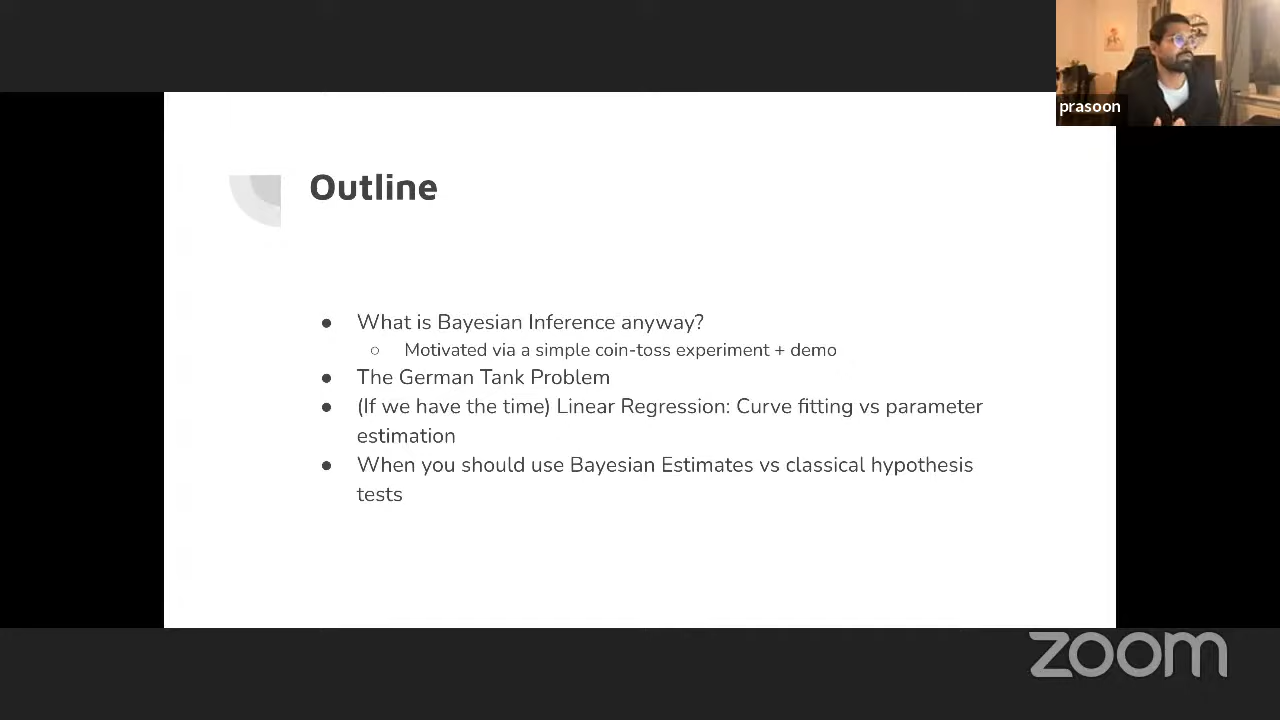 prasoon
Outline
● What is Bayesian Inference anyway?
○ Motivated via a simple coin-toss experiment + demo
● The German Tank Problem
● (If we have the time) Linear Regression: Curve fitting vs parameter
estimation
● When you should use Bayesian Estimates vs classical hypothesis
tests
zoom